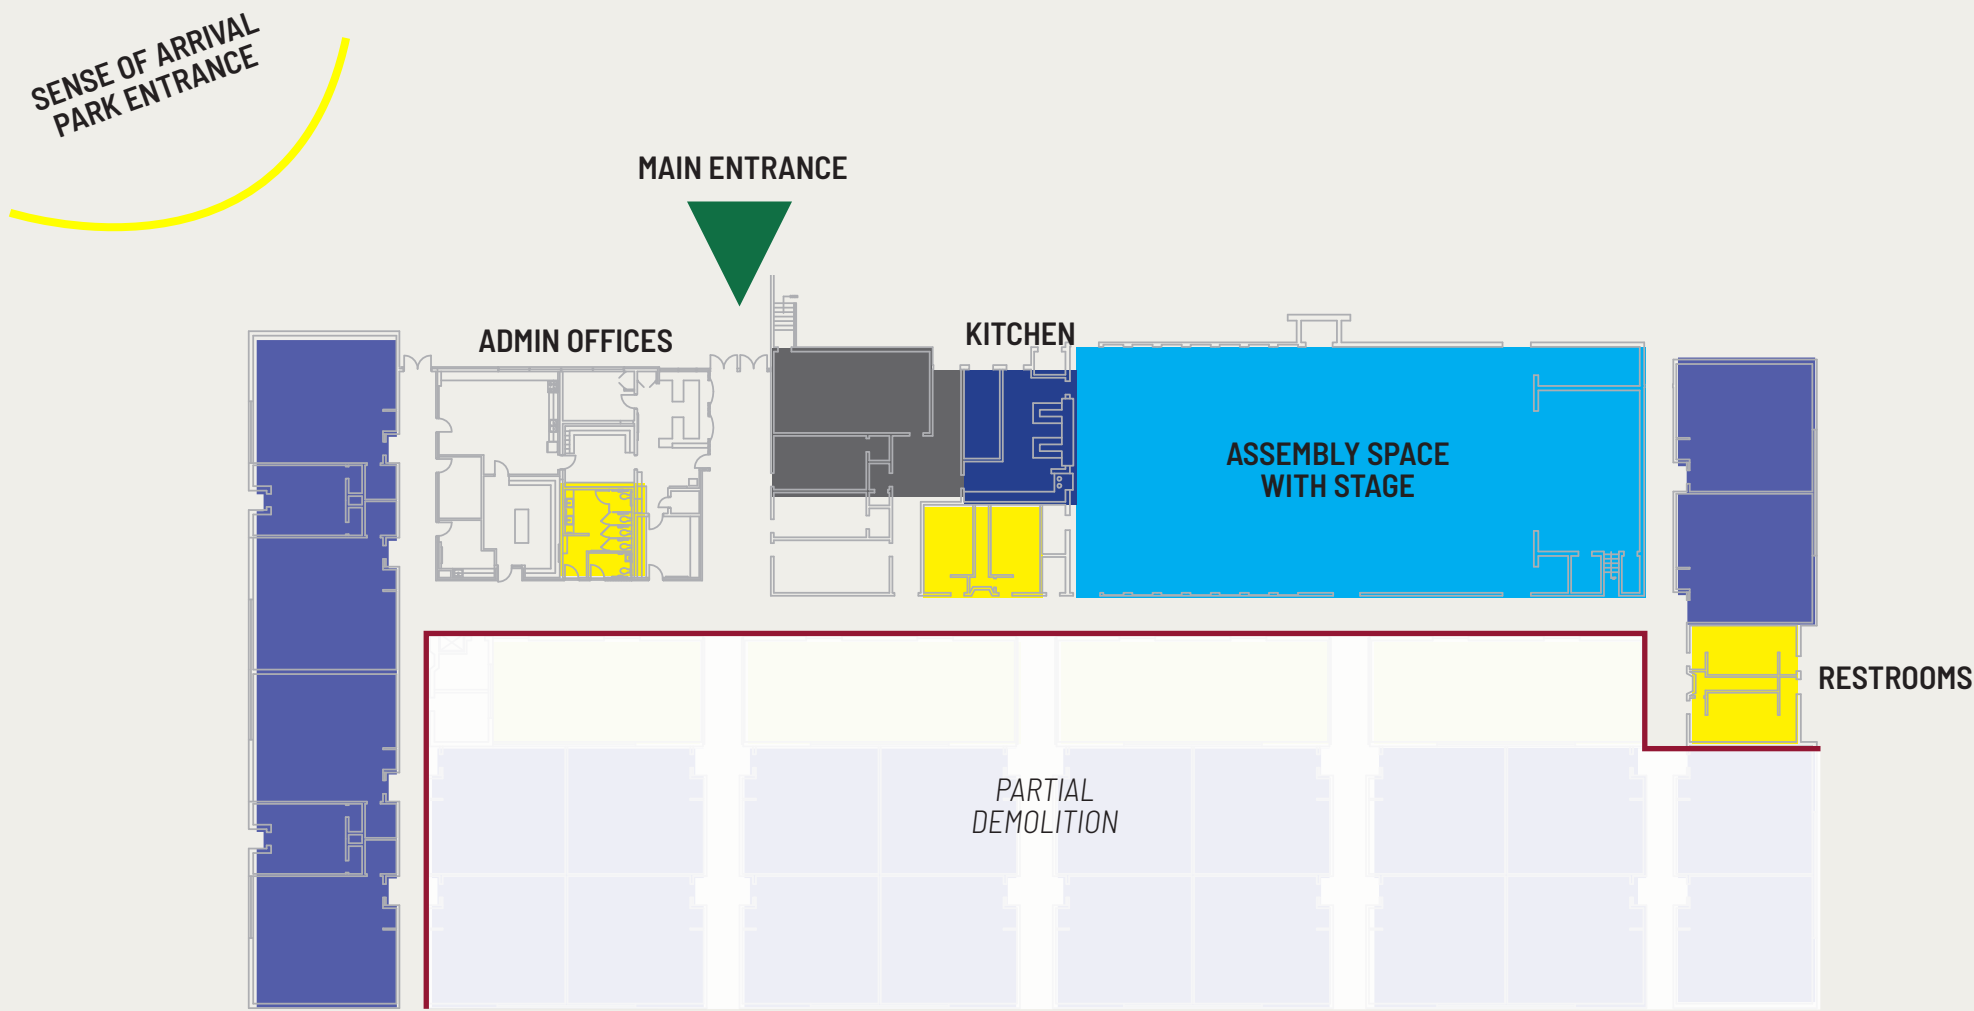 SENSE OF ARRIVAL
PARK ENTRANCE
MAIN ENTRANCE
ADMIN OFFICES
KITCHEN
ASSEMBLY SPACE
WITH STAGE
RESTROOMS
PARTIAL
DEMOLITION